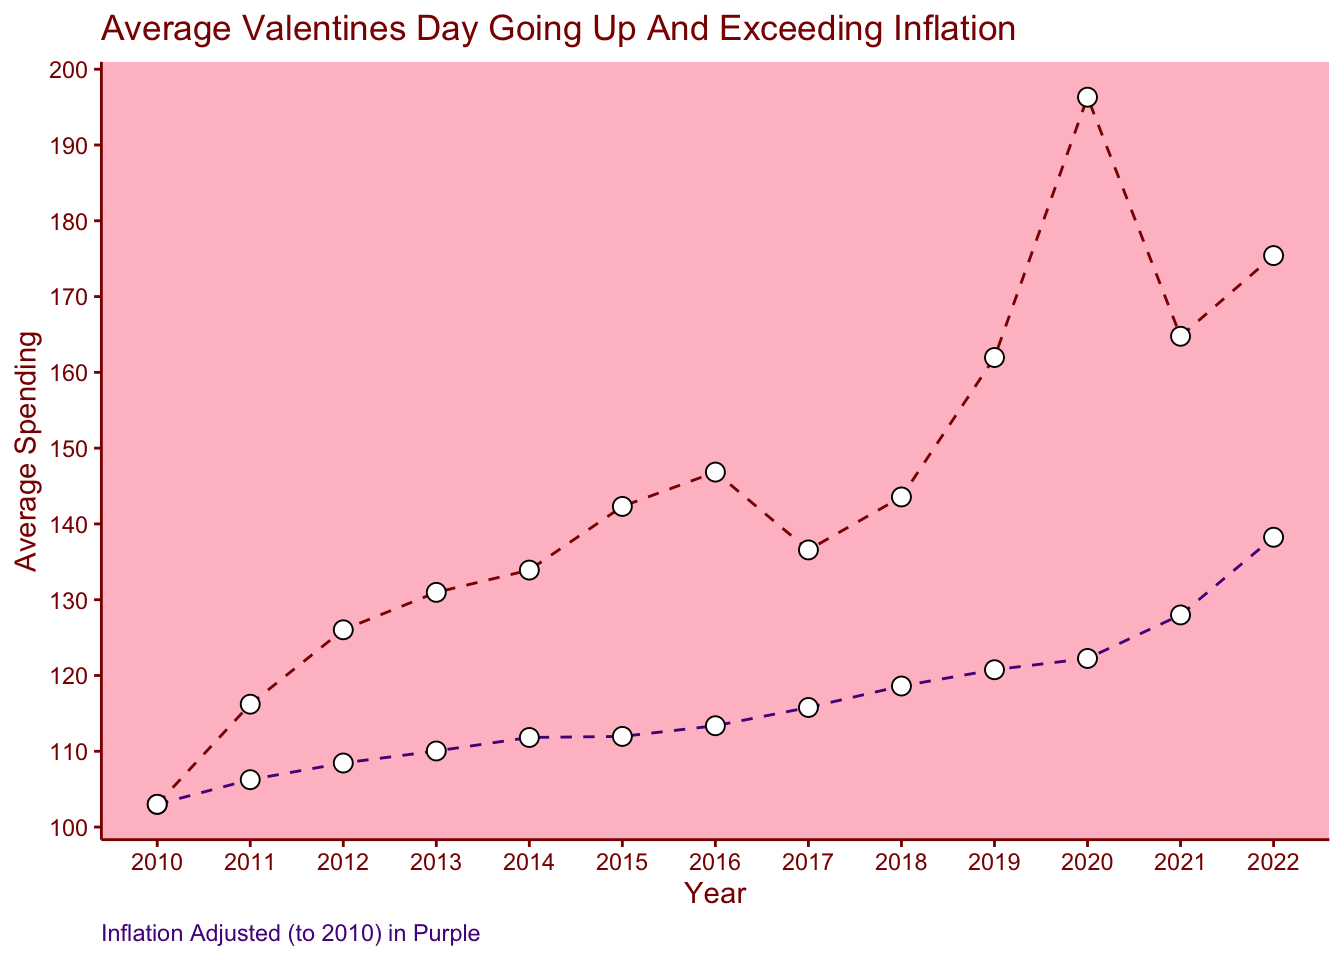 Average Valentines Day Going Up And Exceeding Inflation
Average Spending
200
190
180
170
160
150
140
130
120
110
100
2010 2011 2012 2013 2014 2015 2016 2017 2018 2019 2020 2021 2022
Year
Inflation Adjusted (to 2010) in Purple